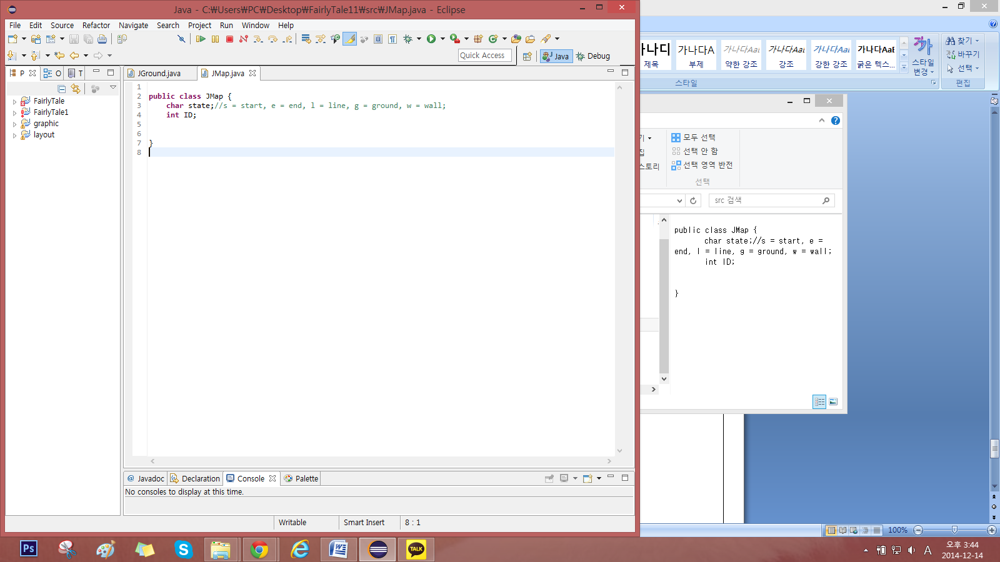 Java - C:₩Users₩PC₩Desktop₩FairlyTale11₩src₩JMap.java - Eclipse
File Edit Source Refactor Navigate Search Project Run Window Help
Quick Access
Java
Debug
P
O
T
FairlyTale
FairlyTale1
graphic
layout
JGround.java
JMap.java
1
2 public class JMap {
3 char state;//s = start, e = end, l = line, g = ground, w = wall;
4 int ID;
5
6
7 }
8
@ Javadoc
Declaration
Console
Palette
No consoles to display at this time.
Writable
Smart Insert
8 : 1
가나다
제목
가나다A
부제
가나다Aa
약한 강조
가나다Aa
강조
가나다Aa
강한 강조
가나다Aa
굵은 텍스...
가
스타일
변경
스타일
찾기
바꾸기
선택
편집
모두 선택
선택 안 함
선택 영역 반전
스토리
선택
src 검색
public class JMap {
char state;//s = start, e =
end, l = line, g = ground, w = wall;
int ID;
}
100%
Ps
TALK
A
오후 3:44
2014-12-14